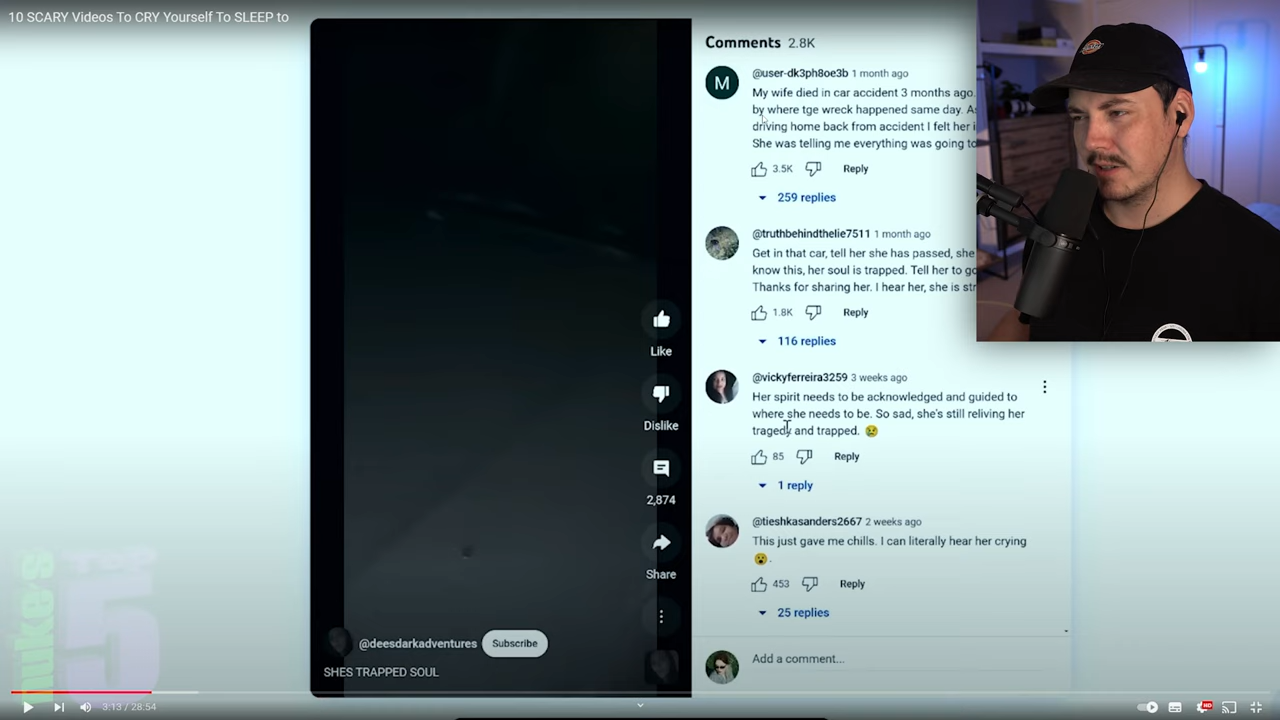 10 SCARY Videos To CRY Yourself To SLEEP to
Comments 2.8K
M
@user-dk3ph8oe3b 1 month ago
My wife died in car accident 3 months ago.
by where tge wreck happened same day. As
driving home back from accident I felt her i
She was telling me everything was going to
3.5K Reply
259 replies
@truthbehindthelie7511 1 month ago
Get in that car, tell her she has passed, she
know this, her soul is trapped. Tell her to go
Thanks for sharing her. I hear her, she is str
1.8K Reply
116 replies
@vickyferreira3259 3 weeks ago
Her spirit needs to be acknowledged and guided to
where she needs to be. So sad, she's still reliving her
tragedy and trapped. 😢
85 Reply
1 reply
@tieshkasanders2667 2 weeks ago
This just gave me chills. I can literally hear her crying
😮.
453 Reply
25 replies
Add a comment...
Like
Dislike
2,874
Share
@deesdarkadventures Subscribe
SHES TRAPPED SOUL
Dickies
3:13 / 28:54
HD